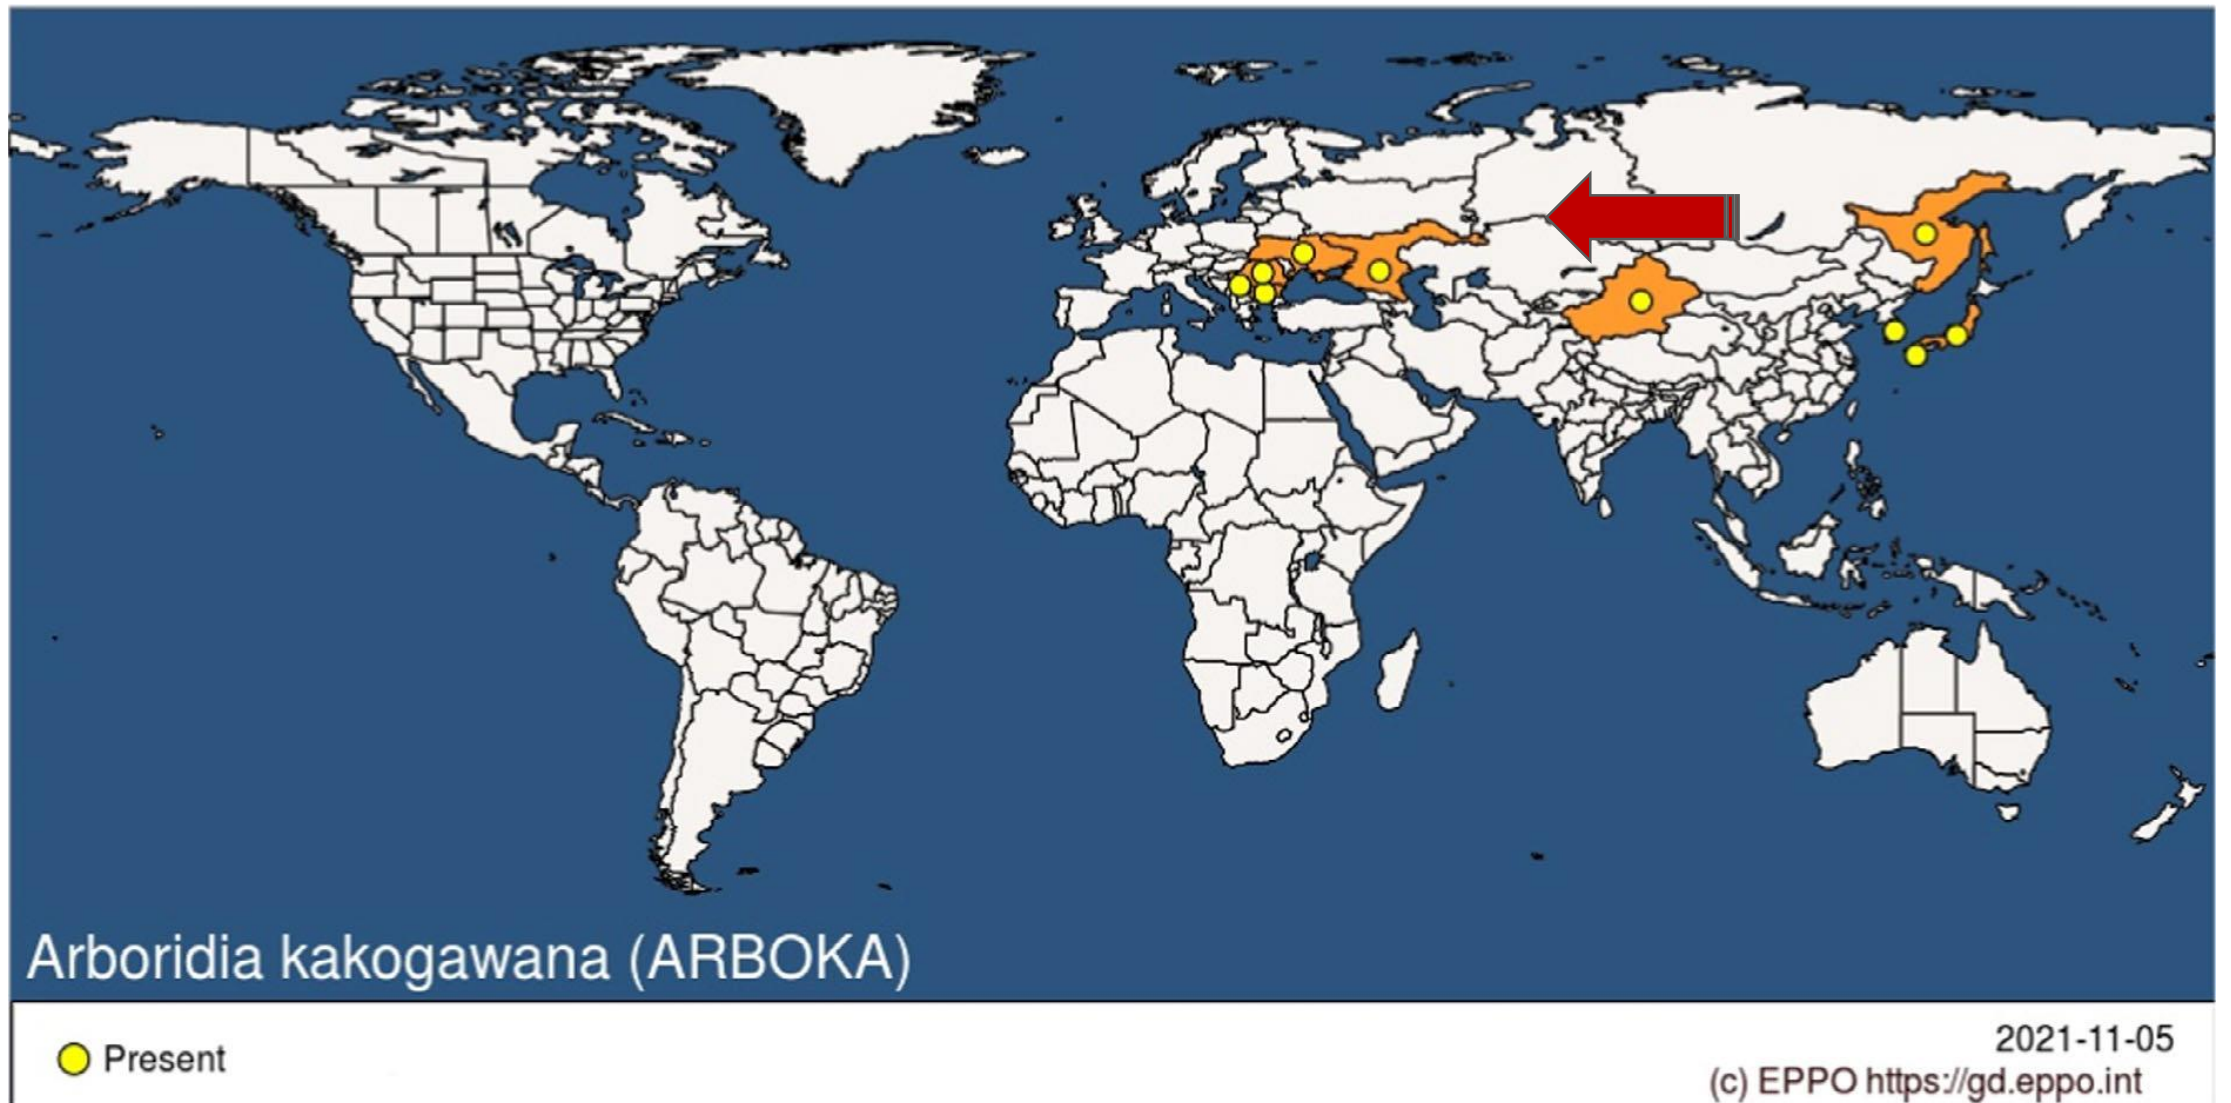 Arboridia kakogawana (ARBOKA)
Present
2021-11-05
(c) EPPO https://gd.eppo.int